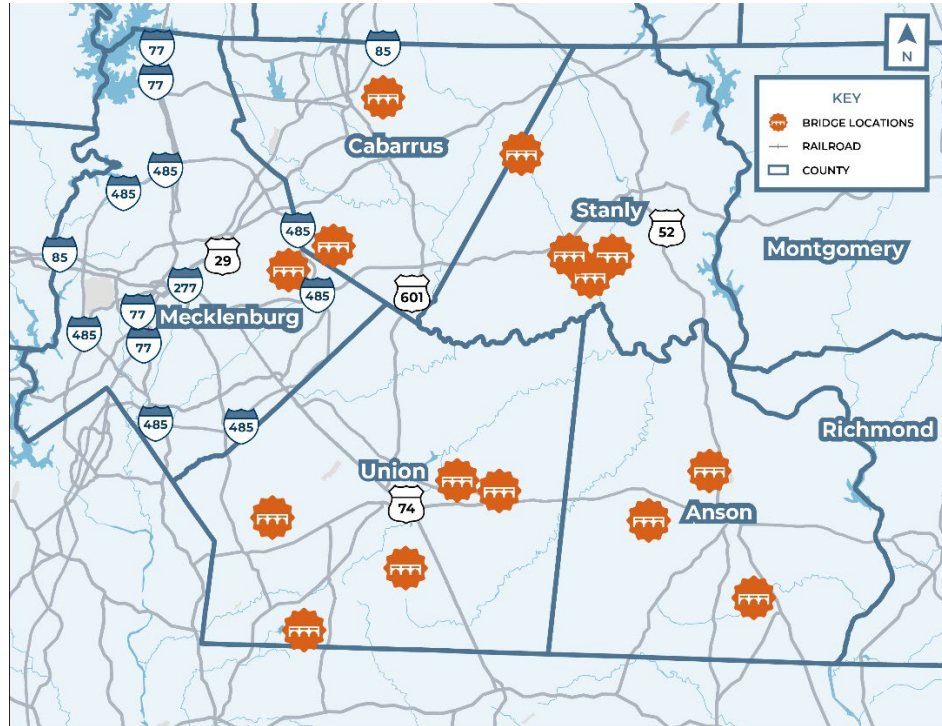 77
85
N
77
KEY
BRIDGE LOCATIONS
RAILROAD
COUNTY
Cabarrus
485
485
Stanly
485
52
29
85
Montgomery
277
485
601
77
Mecklenburg
485
77
485
485
Richmond
Union
74
Anson